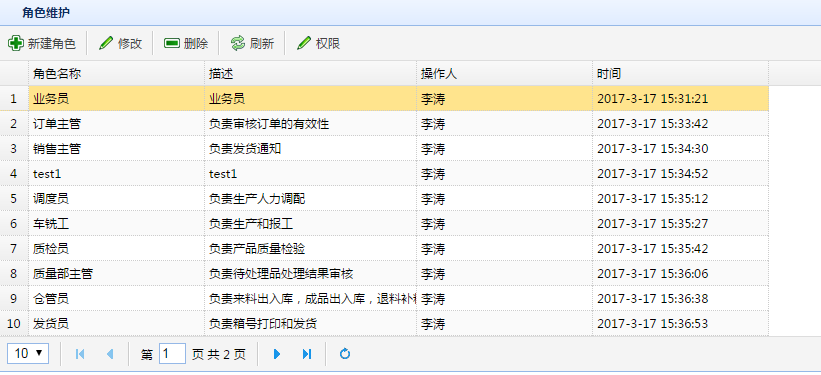 角色维护
新建角色 修改 删除 刷新 权限
角色名称 描述 操作人 时间
1 业务员 业务员 李涛 2017-3-17 15:31:21
2 订单主管 负责审核订单的有效性 李涛 2017-3-17 15:33:42
3 销售主管 负责发货通知 李涛 2017-3-17 15:34:30
4 test1 test1 李涛 2017-3-17 15:34:52
5 调度员 负责生产人力调配 李涛 2017-3-17 15:35:12
6 车铣工 负责生产和报工 李涛 2017-3-17 15:35:27
7 质检员 负责产品质量检验 李涛 2017-3-17 15:35:42
8 质量部主管 负责待处理品处理结果审核 李涛 2017-3-17 15:36:06
9 仓管员 负责来料出入库，成品出入库，退料补 李涛 2017-3-17 15:36:38
10 发货员 负责箱号打印和发货 李涛 2017-3-17 15:36:53
10 第 1 页 共 2 页